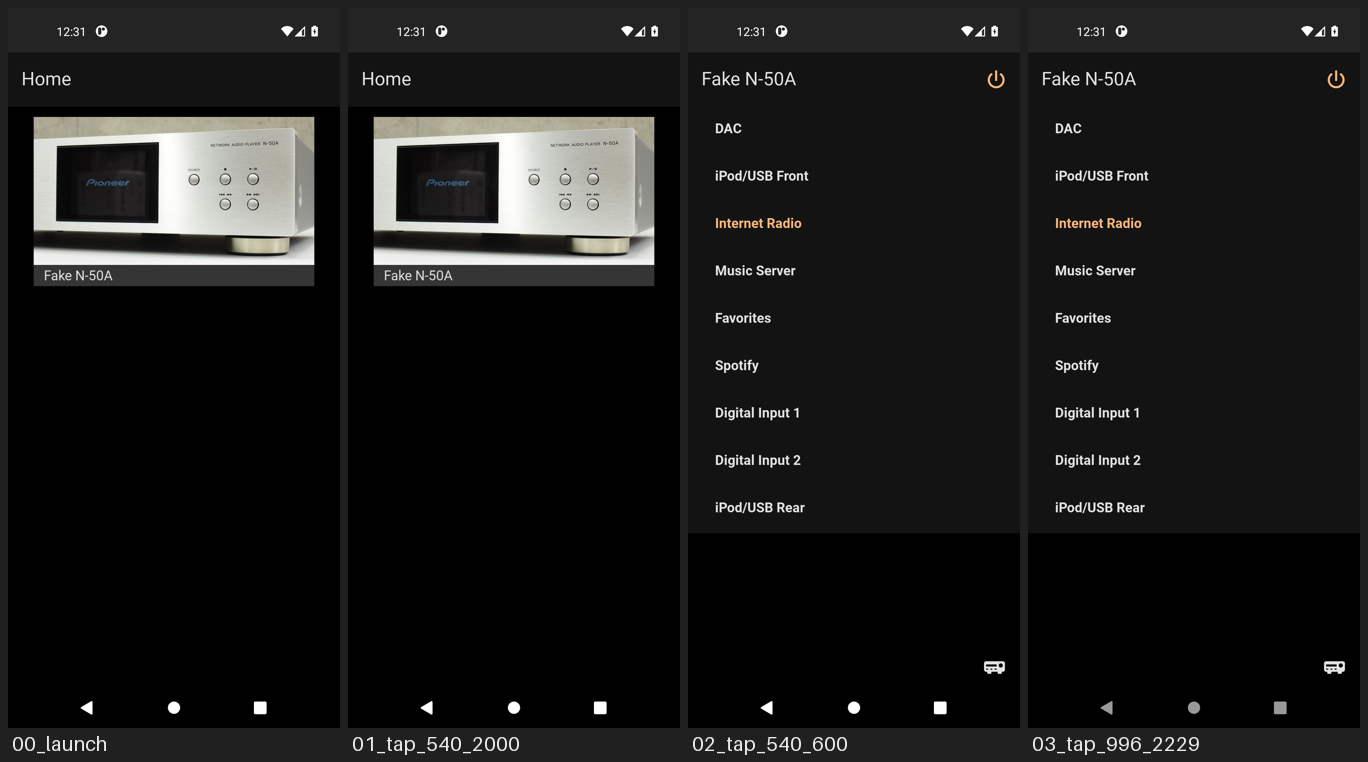 12:31
Home
NETWORK AUDIO PLAYER N-50A
SOURCE
Pioneer
Fake N-50A
00_launch
12:31
Home
NETWORK AUDIO PLAYER N-50A
SOURCE
Pioneer
Fake N-50A
01_tap_540_2000
12:31
Fake N-50A
DAC
iPod/USB Front
Internet Radio
Music Server
Favorites
Spotify
Digital Input 1
Digital Input 2
iPod/USB Rear
02_tap_540_600
12:31
Fake N-50A
DAC
iPod/USB Front
Internet Radio
Music Server
Favorites
Spotify
Digital Input 1
Digital Input 2
iPod/USB Rear
03_tap_996_2229